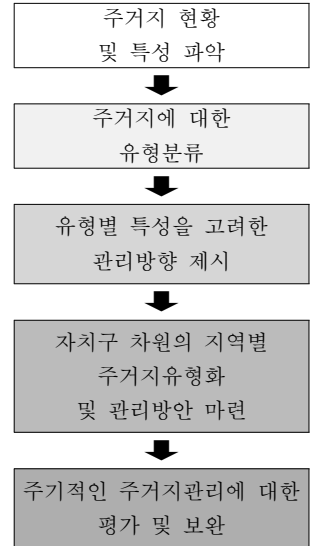 주거지 현황
및 특성 파악
주거지에 대한
유형분류
유형별 특성을 고려한
관리방향 제시
자치구 차원의 지역별
주거지유형화
및 관리방안 마련
주기적인 주거지관리에 대한
평가 및 보완